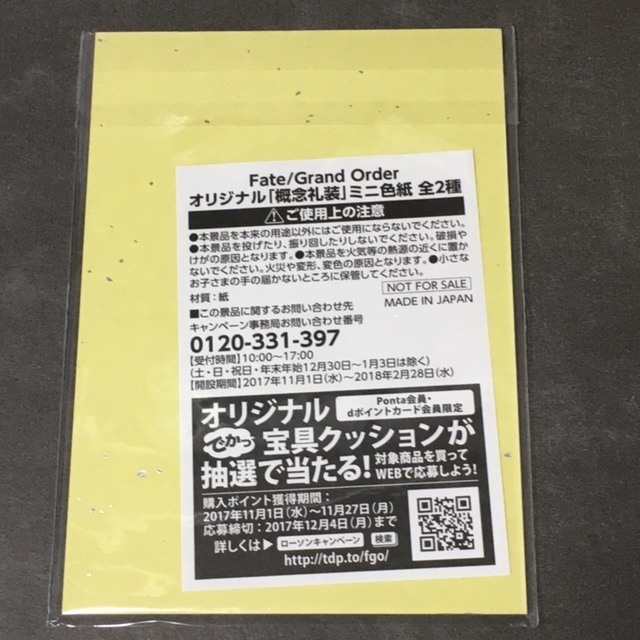 Fate/Grand Order
オリジナル「概念礼装」ミニ色紙 全2種
ご使用上の注意
●本景品を本来の用途以外にはご使用にならないでください。
●本景品を投げたり、振り回したりしないでください。破損や
けがの原因となります。●本景品を火気等の熱源の近くに置か
ないでください。火災や変形、変色の原因となります。●小さな
お子さまの手の届かないところに保管してください。
材質：紙
NOT FOR SALE
MADE IN JAPAN
■この景品に関するお問い合わせ先
キャンペーン事務局お問い合わせ番号
0120-331-397
【受付時間】10:00〜17:00
（土・日・祝日・年末年始12月30日〜1月3日は除く）
【開設期間】2017年11月1日（水）〜2018年2月28日（水）
Ponta会員・
dポイントカード会員限定
オリジナル
でかっ 宝具クッションが
抽選で当たる！
対象商品を買って
WEBで応募しよう！
購入ポイント獲得期間：
2017年11月1日（水）〜11月27日（月）
応募締切：2017年12月4日（月）まで
詳しくは▶ ローソンキャンペーン 検索
http://tdp.to/fgo/